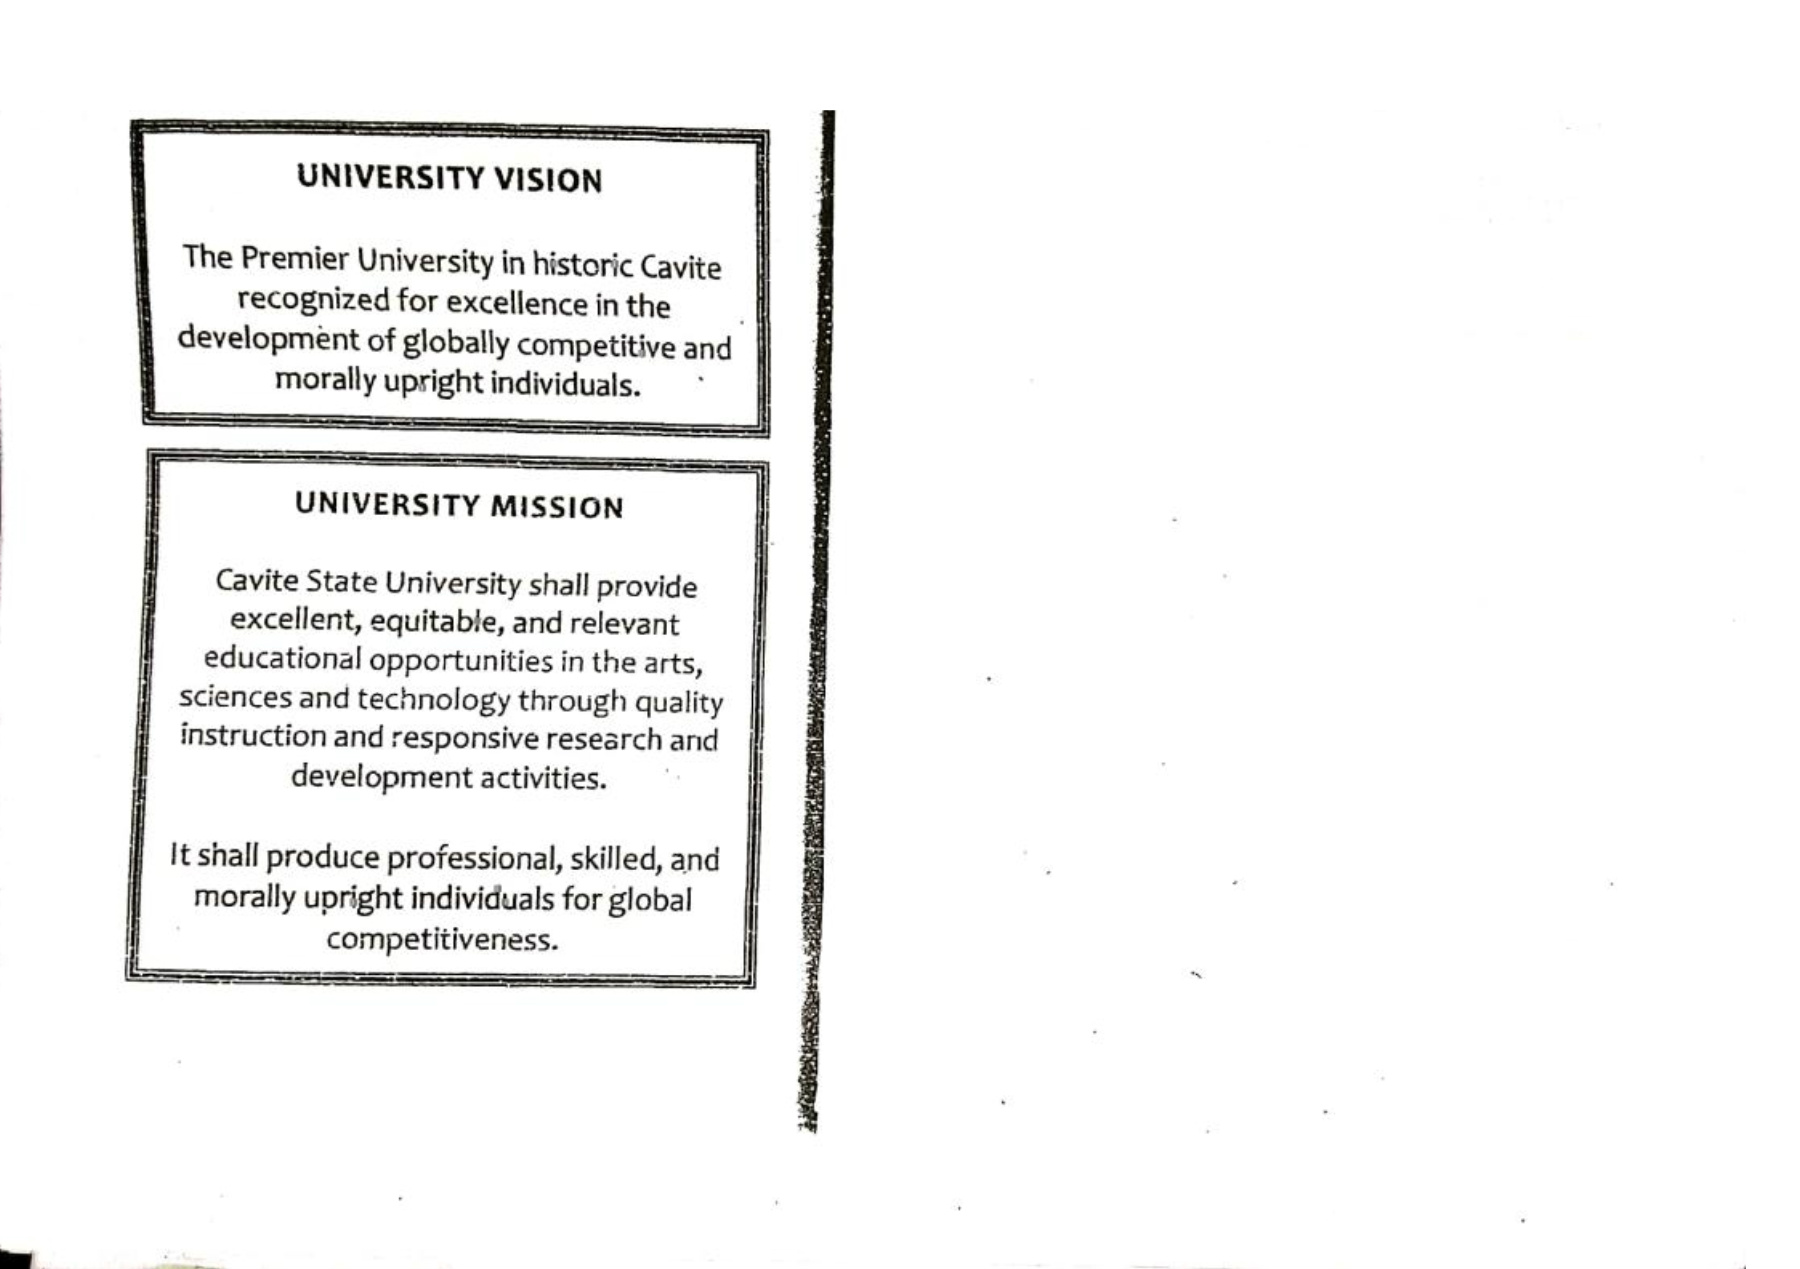 UNIVERSITY VISION
The Premier University in historic Cavite
recognized for excellence in the
development of globally competitive and
morally upright individuals.
UNIVERSITY MISSION
Cavite State University shall provide
excellent, equitable, and relevant
educational opportunities in the arts,
sciences and technology through quality
instruction and responsive research and
development activities.
It shall produce professional, skilled, and
morally upright individuals for global
competitiveness.